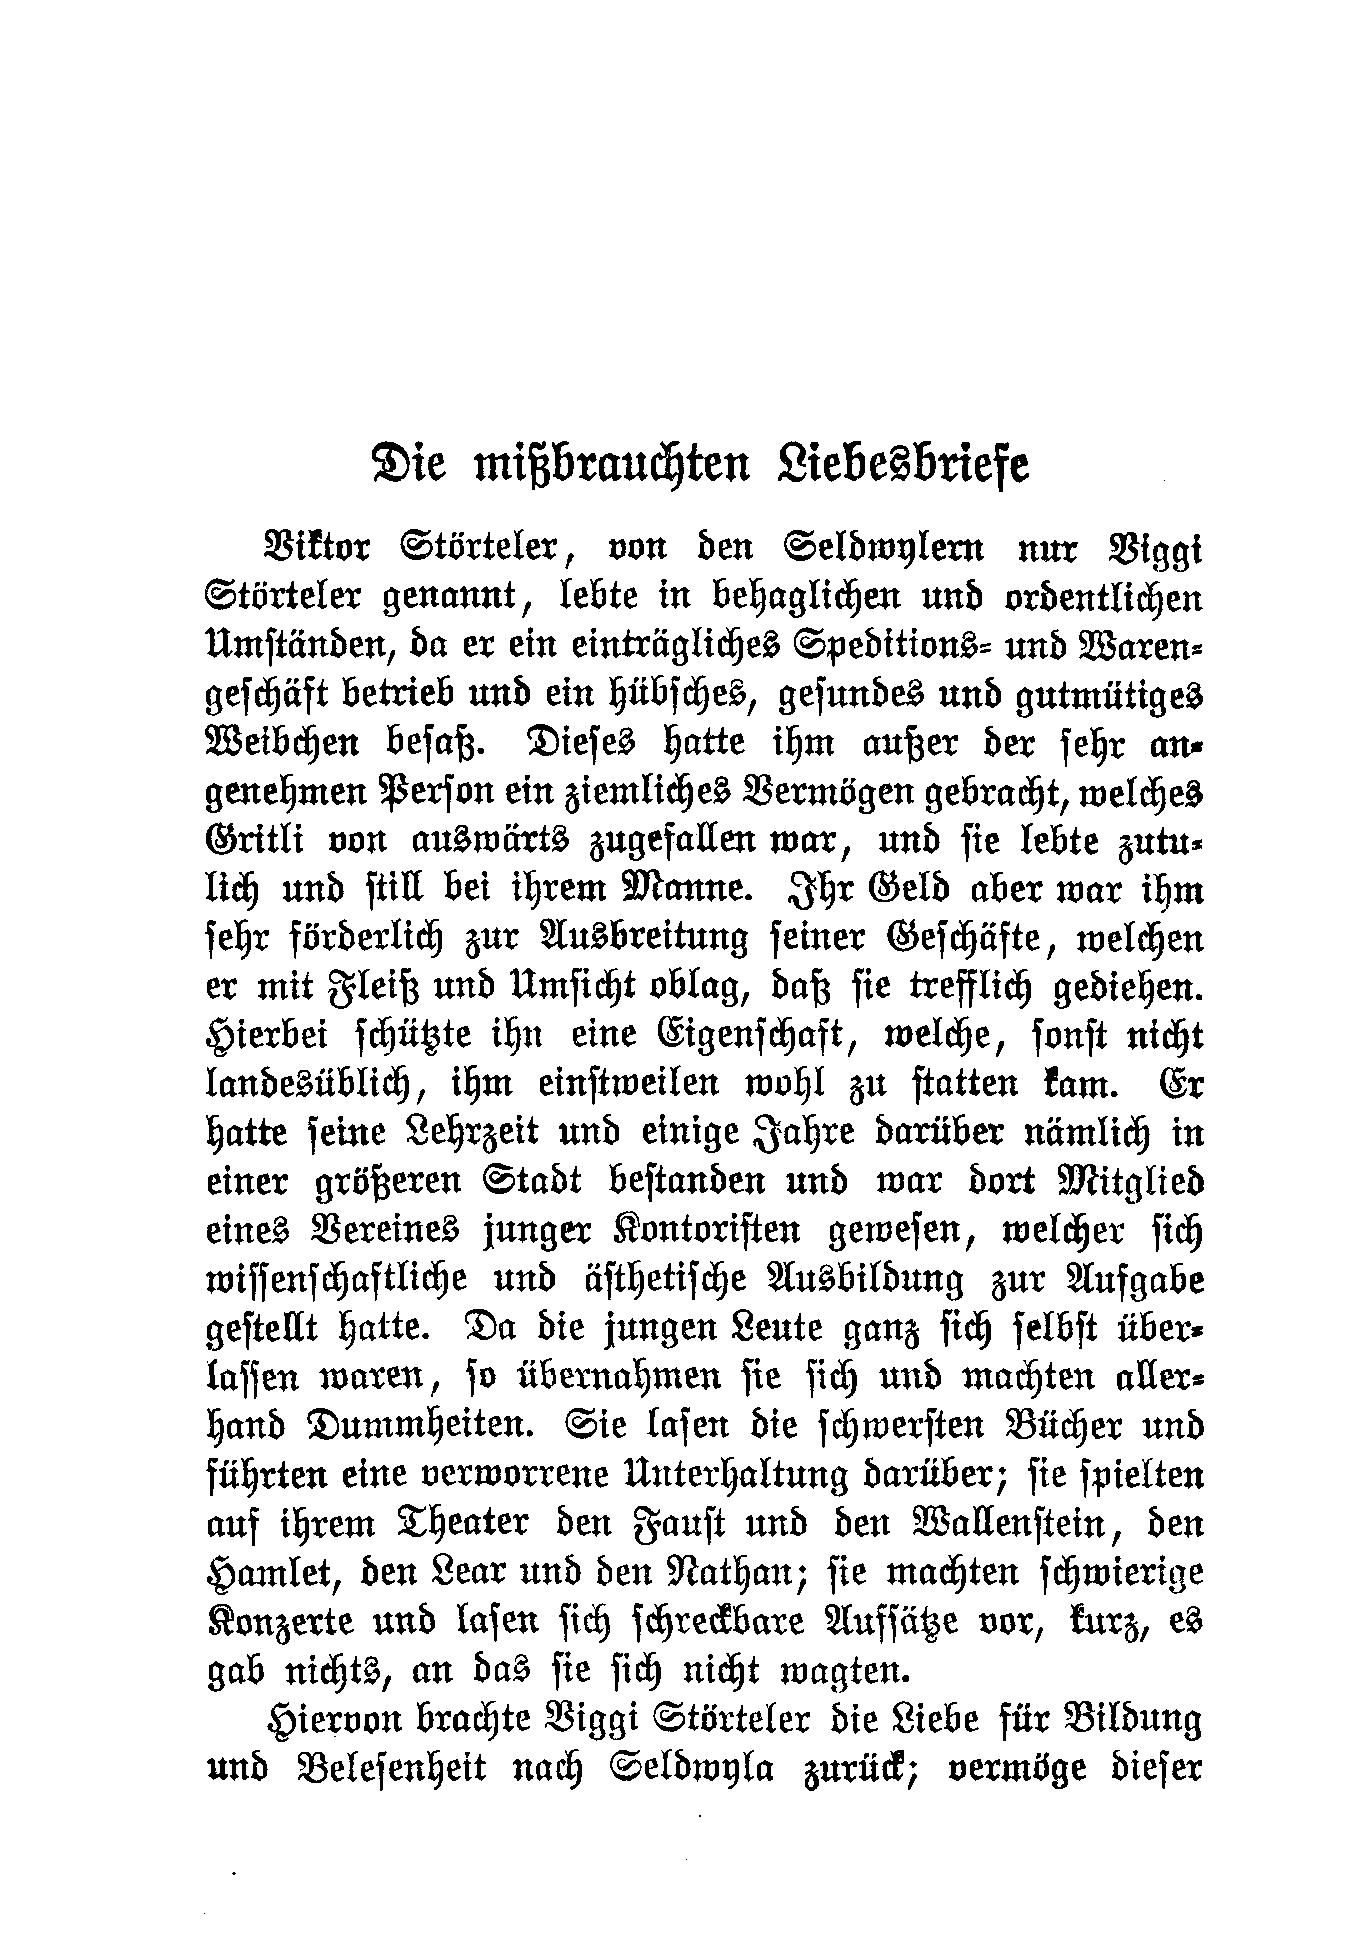 Die mißbrauchten Liebesbriefe
Viktor Störteler, von den Seldwylern nur Viggi
Störteler genannt, lebte in behaglichen und ordentlichen
Umständen, da er ein einträgliches Speditions- und Waren-
geschäft betrieb und ein hübsches, gesundes und gutmütiges
Weibchen besaß. Dieses hatte ihm außer der sehr an-
genehmen Person ein ziemliches Vermögen gebracht, welches
Gritli von auswärts zugefallen war, und sie lebte zutu-
lich und still bei ihrem Manne. Ihr Geld aber war ihm
sehr förderlich zur Ausbreitung seiner Geschäfte, welchen
er mit Fleiß und Umsicht oblag, daß sie trefflich gediehen.
Hierbei schützte ihn eine Eigenschaft, welche, sonst nicht
landesüblich, ihm einstweilen wohl zu statten kam. Er
hatte seine Lehrzeit und einige Jahre darüber nämlich in
einer größeren Stadt bestanden und war dort Mitglied
eines Vereines junger Kontoristen gewesen, welcher sich
wissenschaftliche und ästhetische Ausbildung zur Aufgabe
gestellt hatte. Da die jungen Leute ganz sich selbst über-
lassen waren, so übernahmen sie sich und machten aller-
hand Dummheiten. Sie lasen die schwersten Bücher und
führten eine verworrene Unterhaltung darüber; sie spielten
auf ihrem Theater den Faust und den Wallenstein, den
Hamlet, den Lear und den Nathan; sie machten schwierige
Konzerte und lasen sich schreckbare Aufsätze vor, kurz, es
gab nichts, an das sie sich nicht wagten.
Hiervon brachte Viggi Störteler die Liebe für Bildung
und Belesenheit nach Seldwyla zurück; vermöge dieser